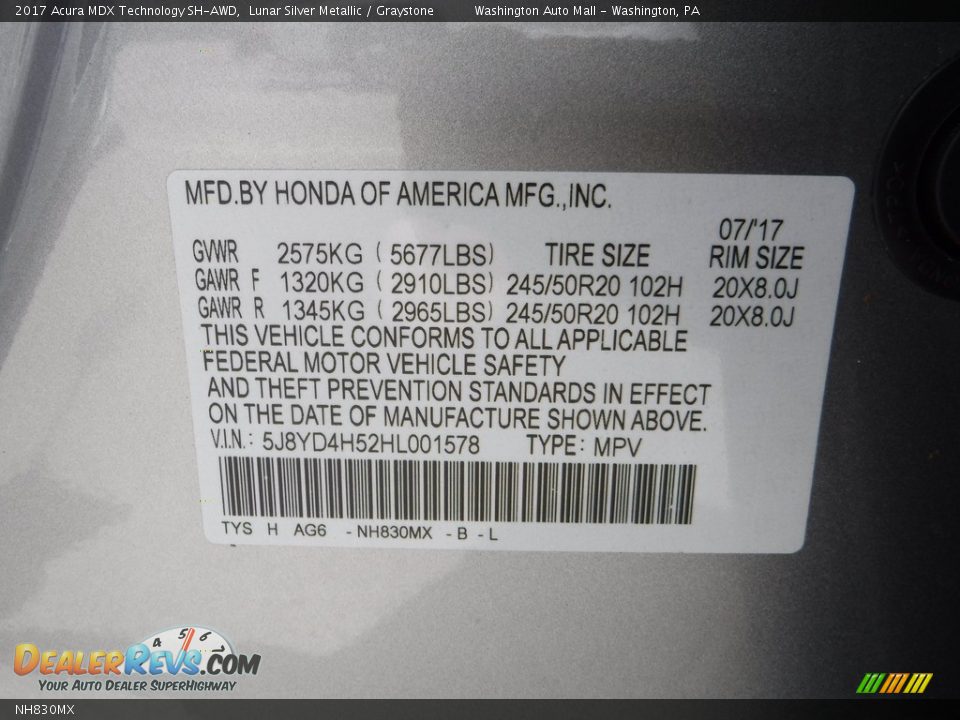 2017 Acura MDX Technology SH-AWD, Lunar Silver Metallic / Graystone Washington Auto Mall - Washington, PA
MFD.BY HONDA OF AMERICA MFG.,INC.
07/'17
GVWR 2575KG ( 5677LBS) TIRE SIZE RIM SIZE
GAWR F 1320KG ( 2910LBS) 245/50R20 102H 20X8.0J
GAWR R 1345KG ( 2965LBS) 245/50R20 102H 20X8.0J
THIS VEHICLE CONFORMS TO ALL APPLICABLE
FEDERAL MOTOR VEHICLE SAFETY
AND THEFT PREVENTION STANDARDS IN EFFECT
ON THE DATE OF MANUFACTURE SHOWN ABOVE.
V.I.N.: 5J8YD4H52HL001578 TYPE: MPV
TYS H AG6 -NH830MX -B -L
4 5 6 7
DEALERREVS.COM
YOUR AUTO DEALER SUPERHIGHWAY
NH830MX